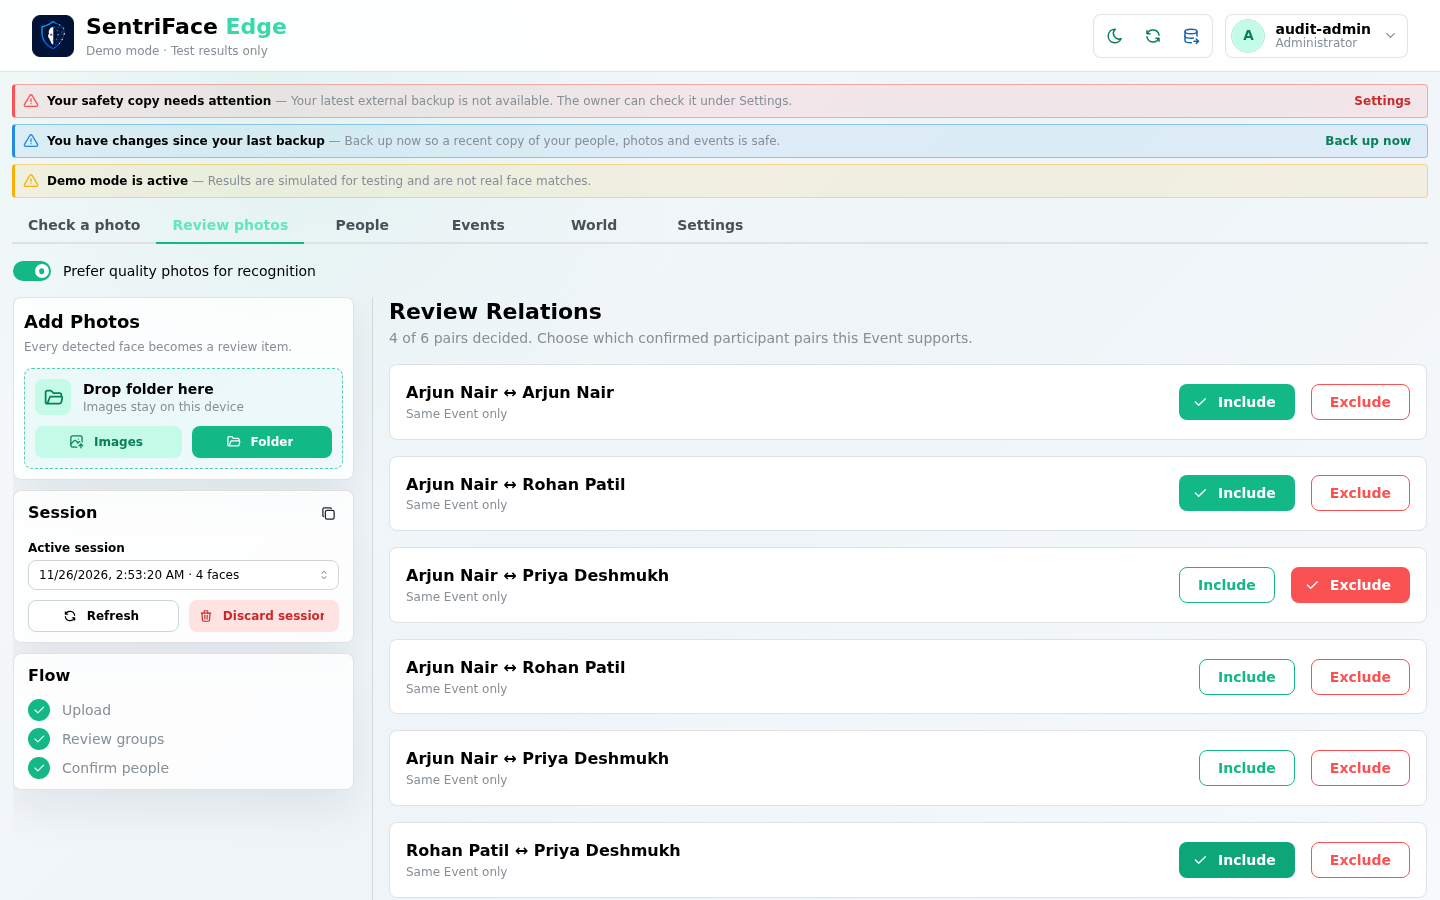 SentriFace Edge
Demo mode · Test results only
A
audit-admin
Administrator
Your safety copy needs attention — Your latest external backup is not available. The owner can check it under Settings.
Settings
You have changes since your last backup — Back up now so a recent copy of your people, photos and events is safe.
Back up now
Demo mode is active — Results are simulated for testing and are not real face matches.
Check a photo
Review photos
People
Events
World
Settings
Prefer quality photos for recognition
Add Photos
Every detected face becomes a review item.
Drop folder here
Images stay on this device
Images
Folder
Session
Active session
11/26/2026, 2:53:20 AM · 4 faces
Refresh
Discard session
Flow
Upload
Review groups
Confirm people
Review Relations
4 of 6 pairs decided. Choose which confirmed participant pairs this Event supports.
Arjun Nair ↔ Arjun Nair
Same Event only
Include
Exclude
Arjun Nair ↔ Rohan Patil
Same Event only
Include
Exclude
Arjun Nair ↔ Priya Deshmukh
Same Event only
Include
Exclude
Arjun Nair ↔ Rohan Patil
Same Event only
Include
Exclude
Arjun Nair ↔ Priya Deshmukh
Same Event only
Include
Exclude
Rohan Patil ↔ Priya Deshmukh
Same Event only
Include
Exclude